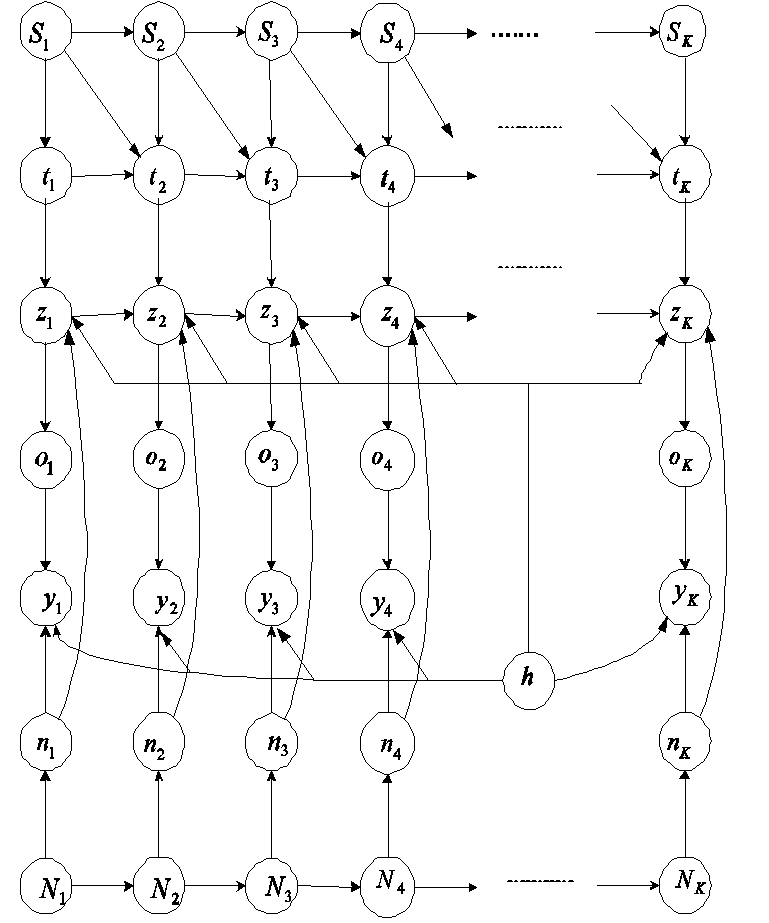 S1 S2 S3 S4 ....... SK
t1 t2 t3 t4 tK
z1 z2 z3 z4 zK
o1 o2 o3 o4 oK
y1 y2 y3 y4 yK
h
n1 n2 n3 n4 nK
N1 N2 N3 N4 NK